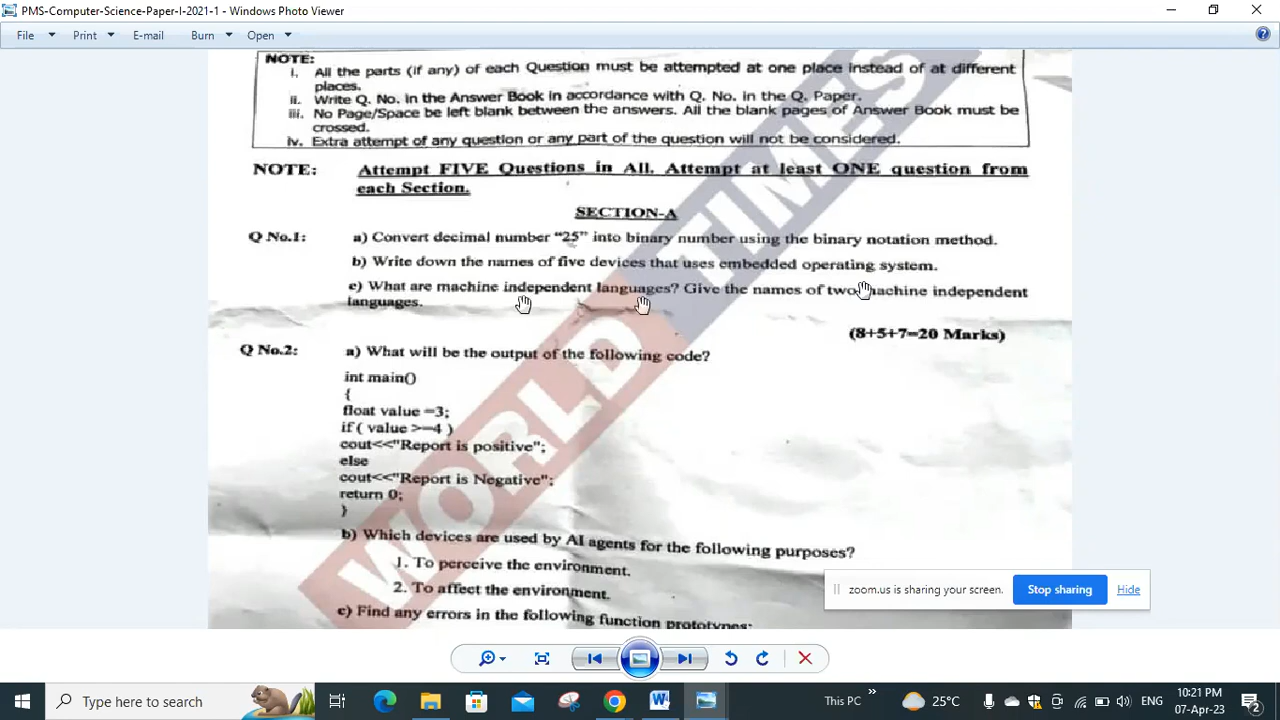 PMS-Computer-Science-Paper-I-2021-1 - Windows Photo Viewer
File Print E-mail Burn Open
NOTE:
i. All the parts (if any) of each Question must be attempted at one place instead of at different
places.
ii. Write Q. No. in the Answer Book in accordance with Q. No. in the Q. Paper.
iii. No Page/Space be left blank between the answers. All the blank pages of Answer Book must be
crossed.
iv. Extra attempt of any question or any part of the question will not be considered.
NOTE: Attempt FIVE Questions in All. Attempt at least ONE question from
each Section.
SECTION-A
Q No.1: a) Convert decimal number "25" into binary number using the binary notation method.
b) Write down the names of five devices that uses embedded operating system.
c) What are machine independent languages? Give the names of two machine independent
languages.
(8+5+7=20 Marks)
Q No.2: a) What will be the output of the following code?
int main()
{
float value =3;
if ( value >=4 )
cout<<"Report is positive";
else
cout<<"Report is Negative";
return 0;
}
b) Which devices are used by AI agents for the following purposes?
1. To perceive the environment.
2. To affect the environment.
c) Find any errors in the following function prototypes:
WORLD TIMES
zoom.us is sharing your screen. Stop sharing Hide
Type here to search
This PC
25°C
ENG
10:21 PM
07-Apr-23
2